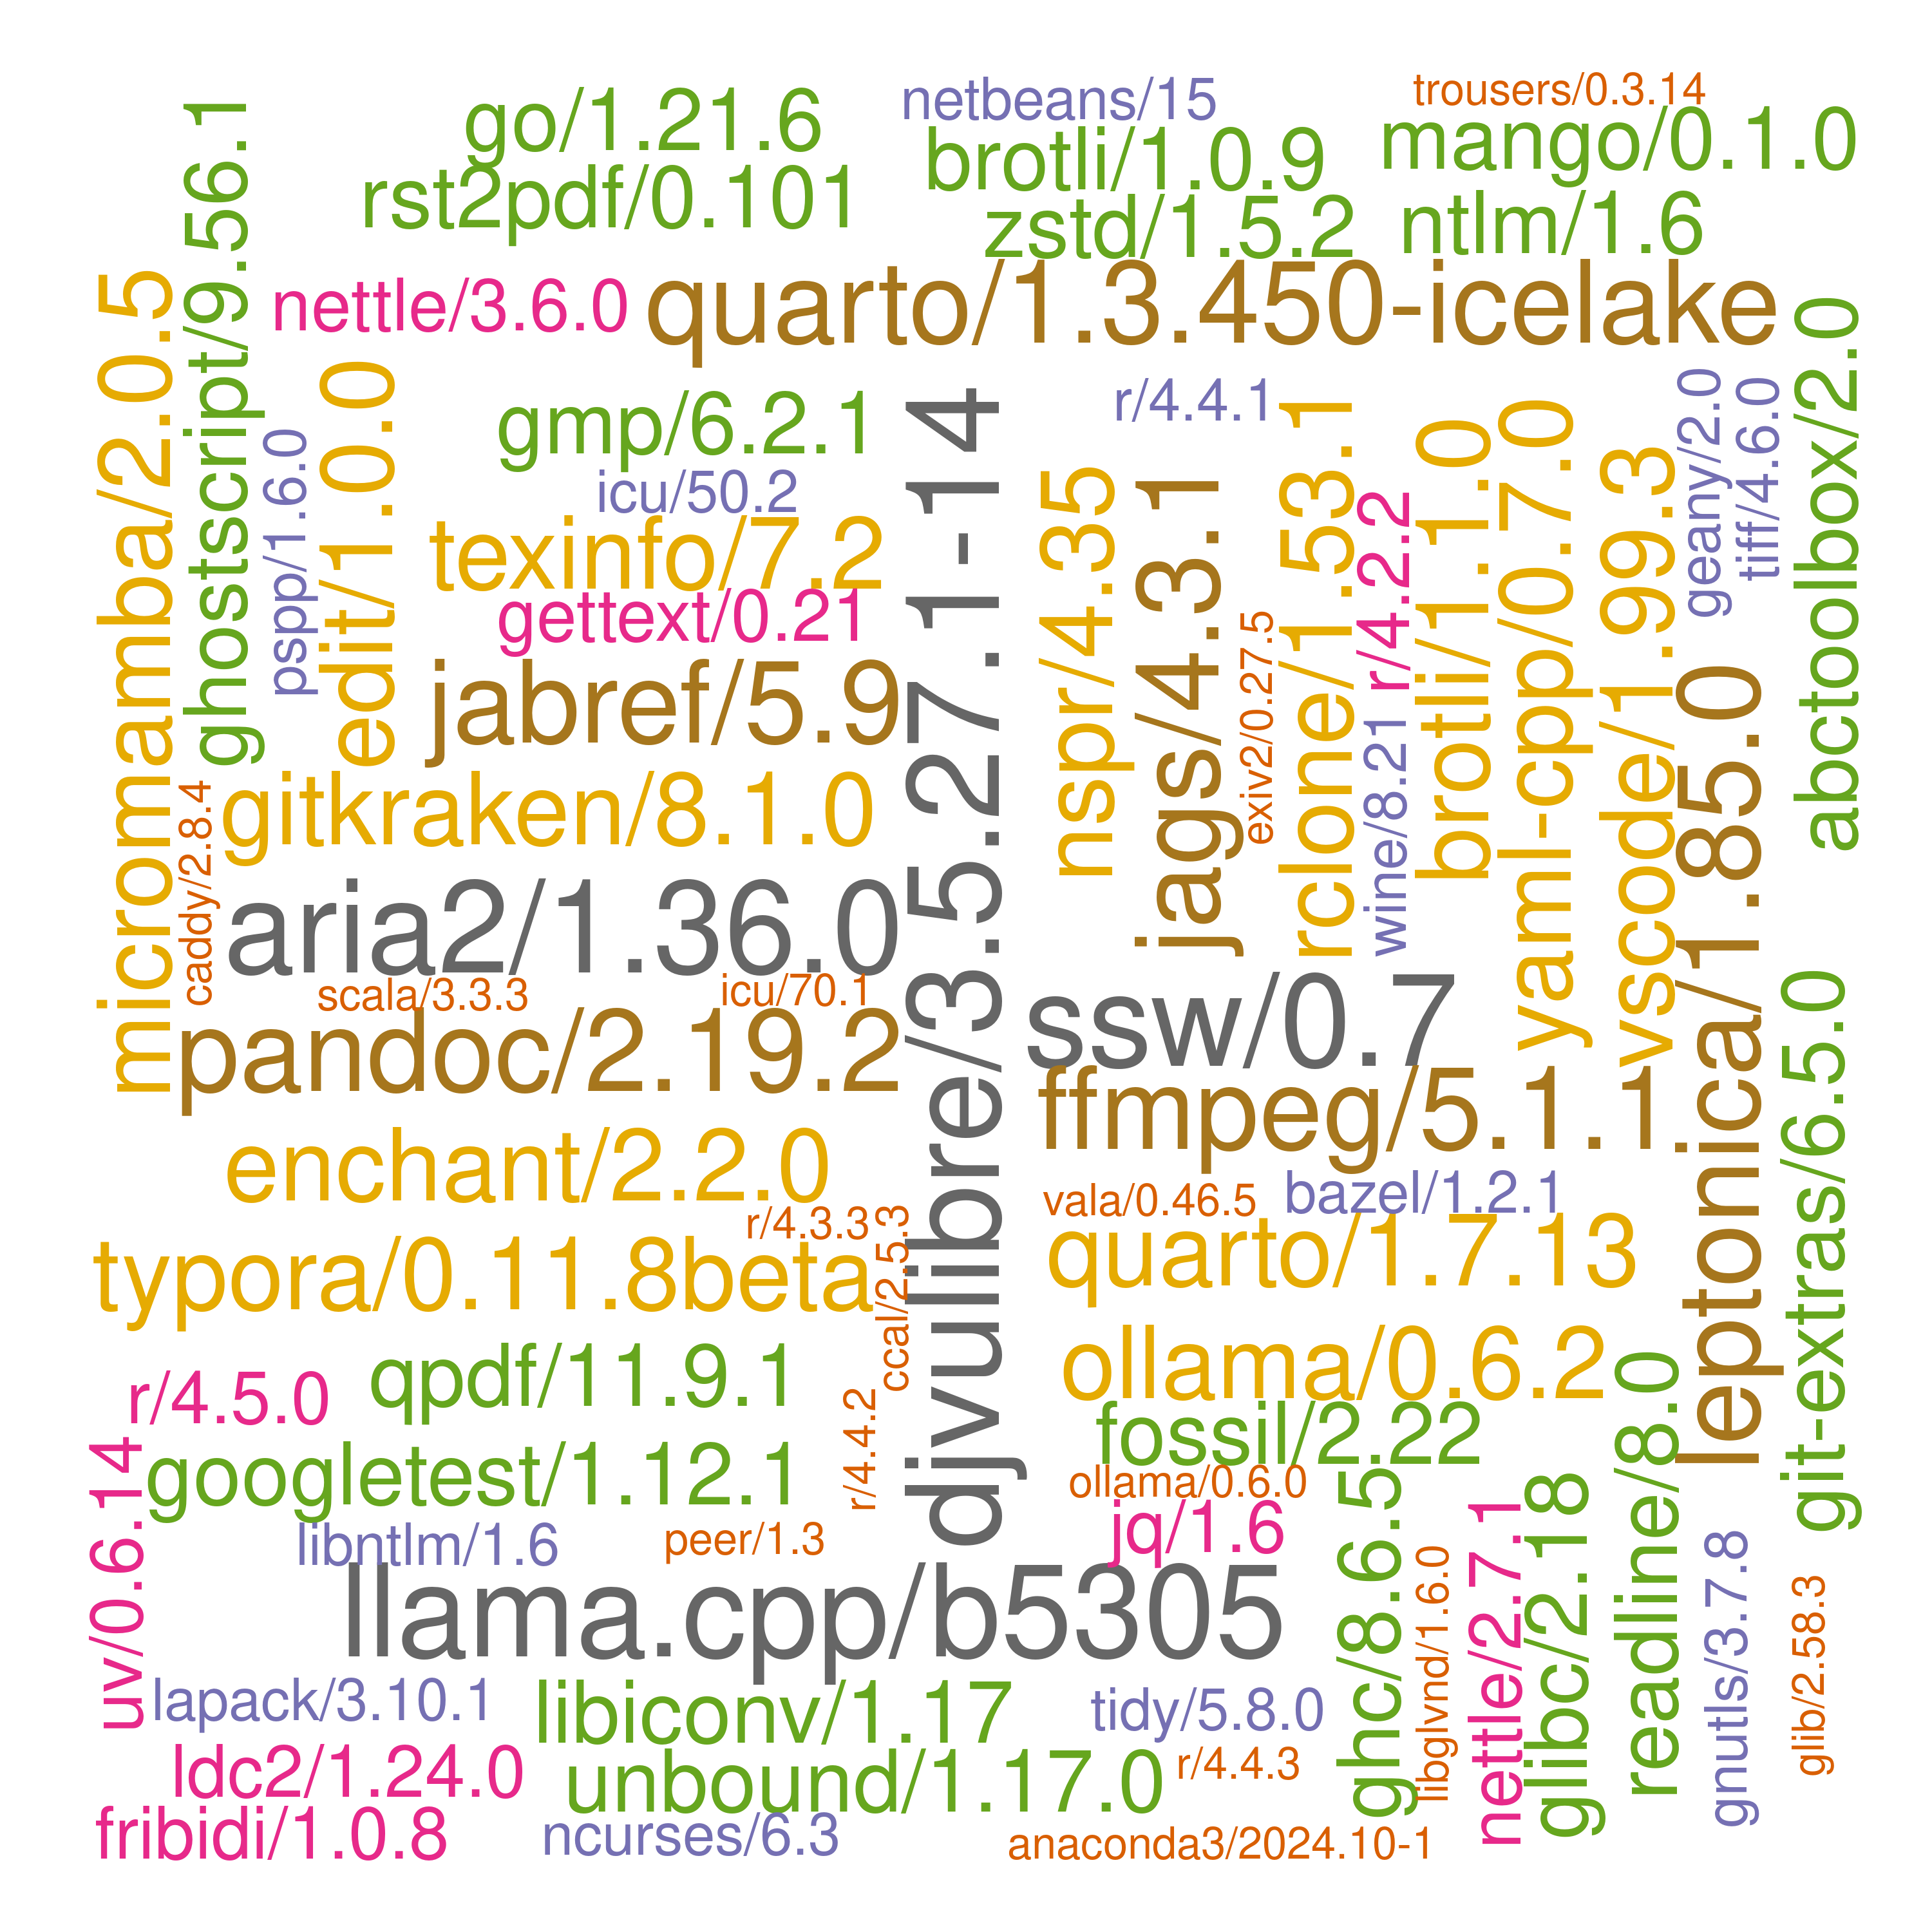 netbeans/15
trousers/0.3.14
go/1.21.6
brotli/1.0.9
mango/0.1.0
rst2pdf/0.101
zstd/1.5.2
ntlm/1.6
ghostscript/9.56.1
micromamba/2.0.5
nettle/3.6.0
quarto/1.3.450-icelake
abctoolbox/2.0
edit/1.0.0
pspp/1.6.0
gmp/6.2.1
r/4.4.1
icu/50.2
djvulibre/3.5.27.1-14
nspr/4.35
jags/4.3.1
rclone/1.53.1
r/4.2.2
brotli/1.1.0
yaml-cpp/0.7.0
vscode/1.99.3
geany/2.0
tiff/4.6.0
texinfo/7.2
gettext/0.21
exiv2/0.27.5
jabref/5.9
wine/8.21
leptonica/1.85.0
gitkraken/8.1.0
caddy/2.8.4
aria2/1.36.0
scala/3.3.3
icu/70.1
ssw/0.7
git-extras/6.5.0
pandoc/2.19.2
ffmpeg/5.1.1
enchant/2.2.0
vala/0.46.5
bazel/1.2.1
r/4.3.3
ccal/2.5.3
typora/0.11.8beta
quarto/1.7.13
qpdf/11.9.1
ollama/0.6.2
r/4.5.0
r/4.4.2
fossil/2.22
readline/8.0
uv/0.6.14
googletest/1.12.1
ollama/0.6.0
ghc/8.6.5
glibc/2.18
jq/1.6
nettle/2.7.1
libntlm/1.6
peer/1.3
libglvnd/1.6.0
gnutls/3.7.8
glib/2.58.3
llama.cpp/b5305
lapack/3.10.1
libiconv/1.17
tidy/5.8.0
ldc2/1.24.0
unbound/1.17.0
r/4.4.3
fribidi/1.0.8
ncurses/6.3
anaconda3/2024.10-1